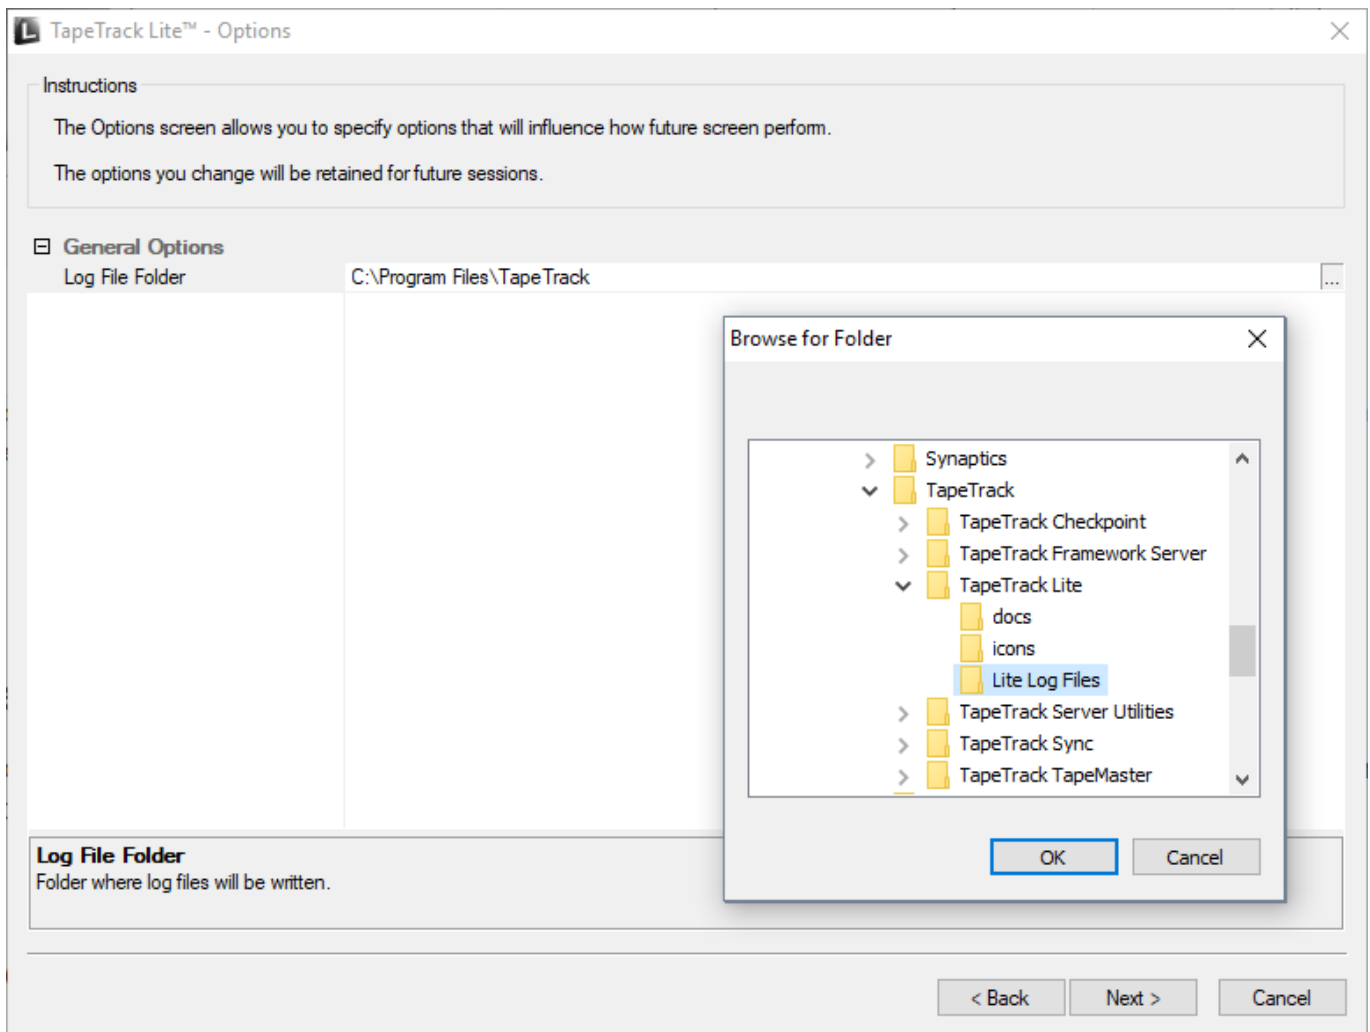 TapeTrack Lite™ - Options
Instructions
The Options screen allows you to specify options that will influence how future screen perform.
The options you change will be retained for future sessions.
General Options
Log File Folder C:\Program Files\TapeTrack ...
Browse for Folder
Synaptics
TapeTrack
TapeTrack Checkpoint
TapeTrack Framework Server
TapeTrack Lite
docs
icons
Lite Log Files
TapeTrack Server Utilities
TapeTrack Sync
TapeTrack TapeMaster
OK Cancel
Log File Folder
Folder where log files will be written.
< Back Next > Cancel